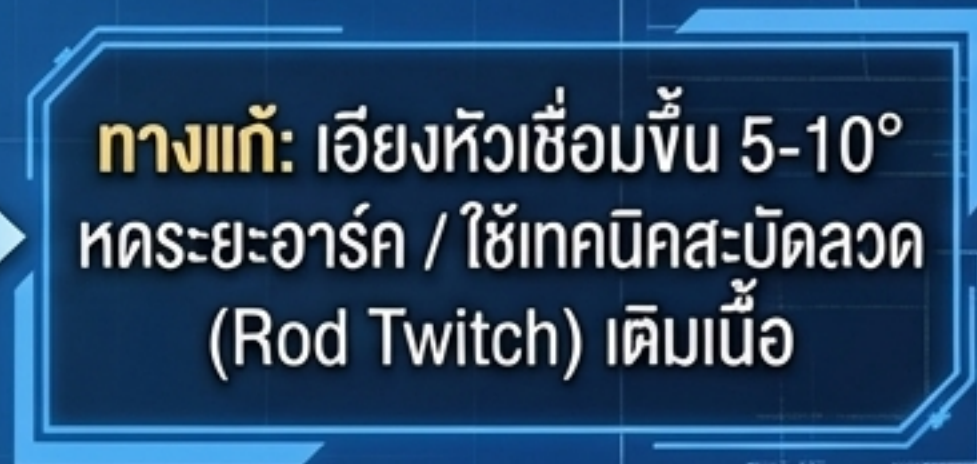 ทางแก้: เอียงหัวเชื่อมขึ้น 5-10°
หดระยะอาร์ค / ใช้เทคนิคสะบัดลวด
(Rod Twitch) เติมเนื้อ